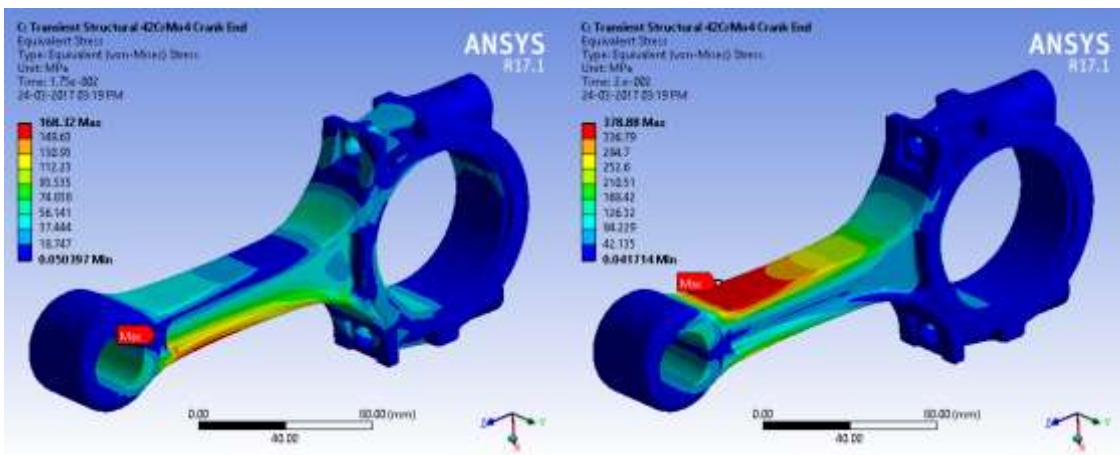 C: Transient Structural 42CrMo4 Crank End
Equivalent Stress
Type: Equivalent (von-Mises) Stress
Unit: MPa
Time: 1.75e-002
24-03-2017 03:19 PM
168.32 Max
149.63
130.93
112.23
93.535
74.838
56.141
37.444
18.747
0.050397 Min
ANSYS
R17.1
Max
0.00
80.00 (mm)
40.00
Z
Y
X
C: Transient Structural 42CrMo4 Crank End
Equivalent Stress
Type: Equivalent (von-Mises) Stress
Unit: MPa
Time: 2.e-002
24-03-2017 03:19 PM
378.88 Max
336.79
294.7
252.6
210.51
168.42
126.32
84.229
42.135
0.041714 Min
ANSYS
R17.1
Max
0.00
80.00 (mm)
40.00
Z
Y
X